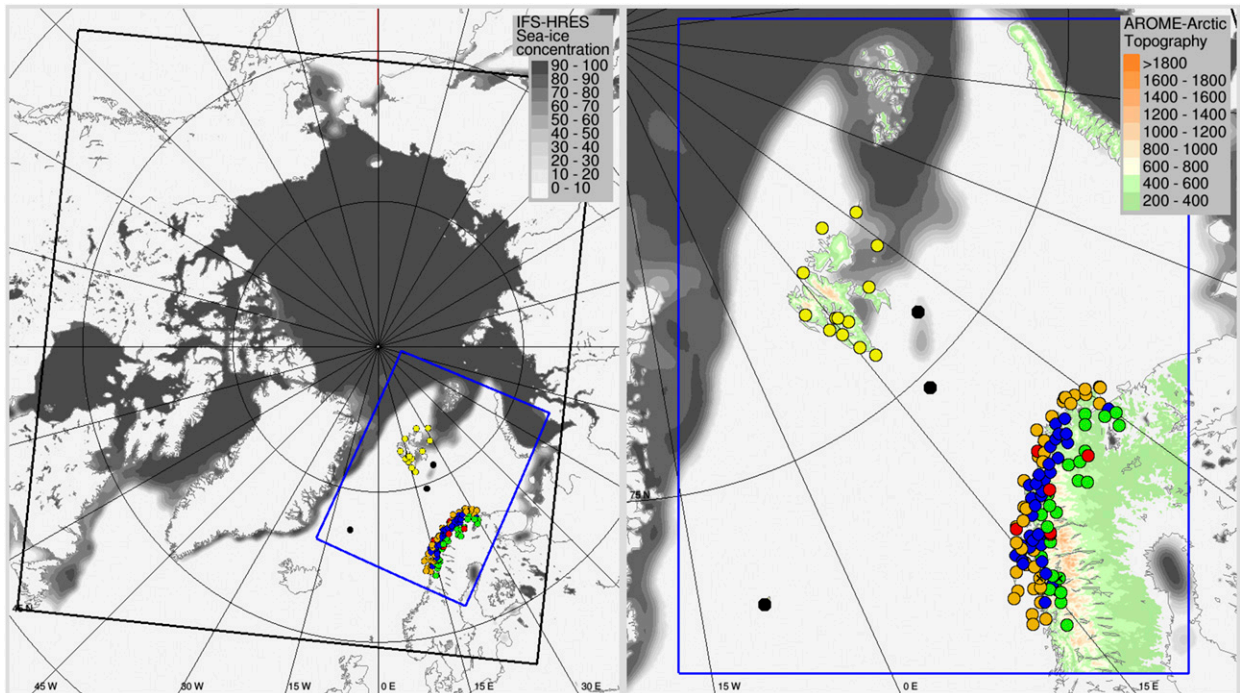 IFS-HRES
Sea-ice
concentration
90 - 100
80 - 90
70 - 80
60 - 70
50 - 60
40 - 50
30 - 40
20 - 30
10 - 20
0 - 10
45 W
30 W
15 W
0 E
15 E
30 E
AROME-Arctic
Topography
>1800
1600 - 1800
1400 - 1600
1200 - 1400
1000 - 1200
800 - 1000
600 - 800
400 - 600
200 - 400
75 N
15 W
0 E
15 E